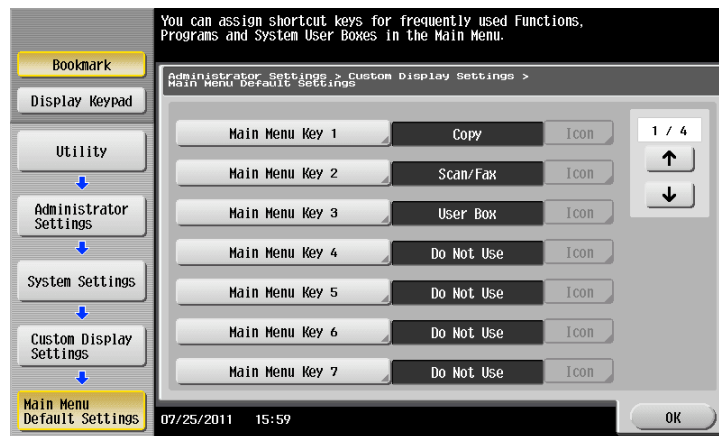 You can assign shortcut keys for frequently used Functions,
Programs and System User Boxes in the Main Menu.
Bookmark
Display Keypad
Utility
Administrator
Settings
System Settings
Custom Display
Settings
Main Menu
Default Settings
Administrator Settings > Custom Display Settings >
Main Menu Default Settings
Main Menu Key 1 Copy Icon
Main Menu Key 2 Scan/Fax Icon
Main Menu Key 3 User Box Icon
Main Menu Key 4 Do Not Use Icon
Main Menu Key 5 Do Not Use Icon
Main Menu Key 6 Do Not Use Icon
Main Menu Key 7 Do Not Use Icon
1 / 4
07/25/2011 15:59
OK